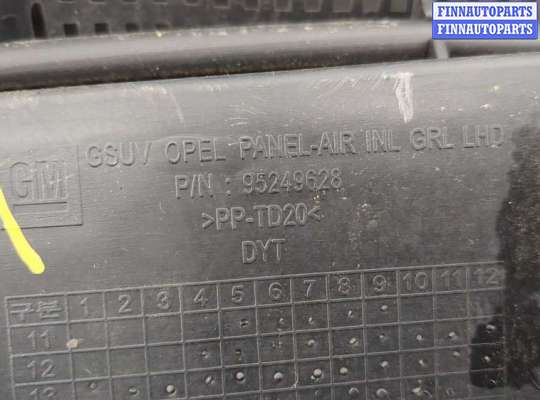 FINNAUTOPARTS
FINNAUTOPARTS
GM
GSUV OPEL PANEL-AIR INL GRL LHD
P/N : 95249628
>PP-TD20<
DYT
구분 1 2 3 4 5 6 7 8 9 10 11 12
11
12
13